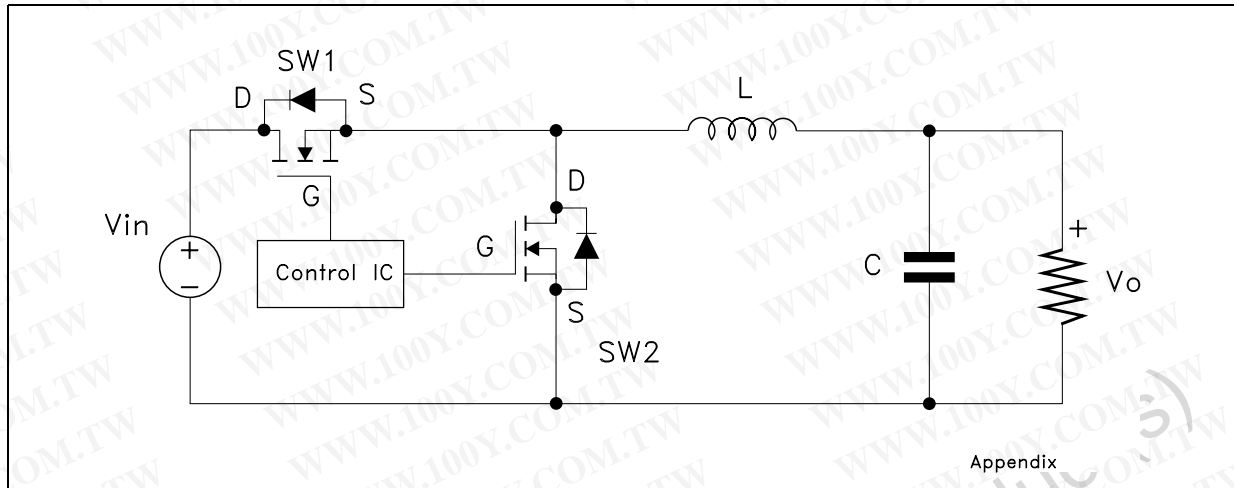 SW1
D
S
G
Vin
Control IC
D
G
S
SW2
L
C
+
Vo
+
−
Appendix
WWW.100Y.COM.TW